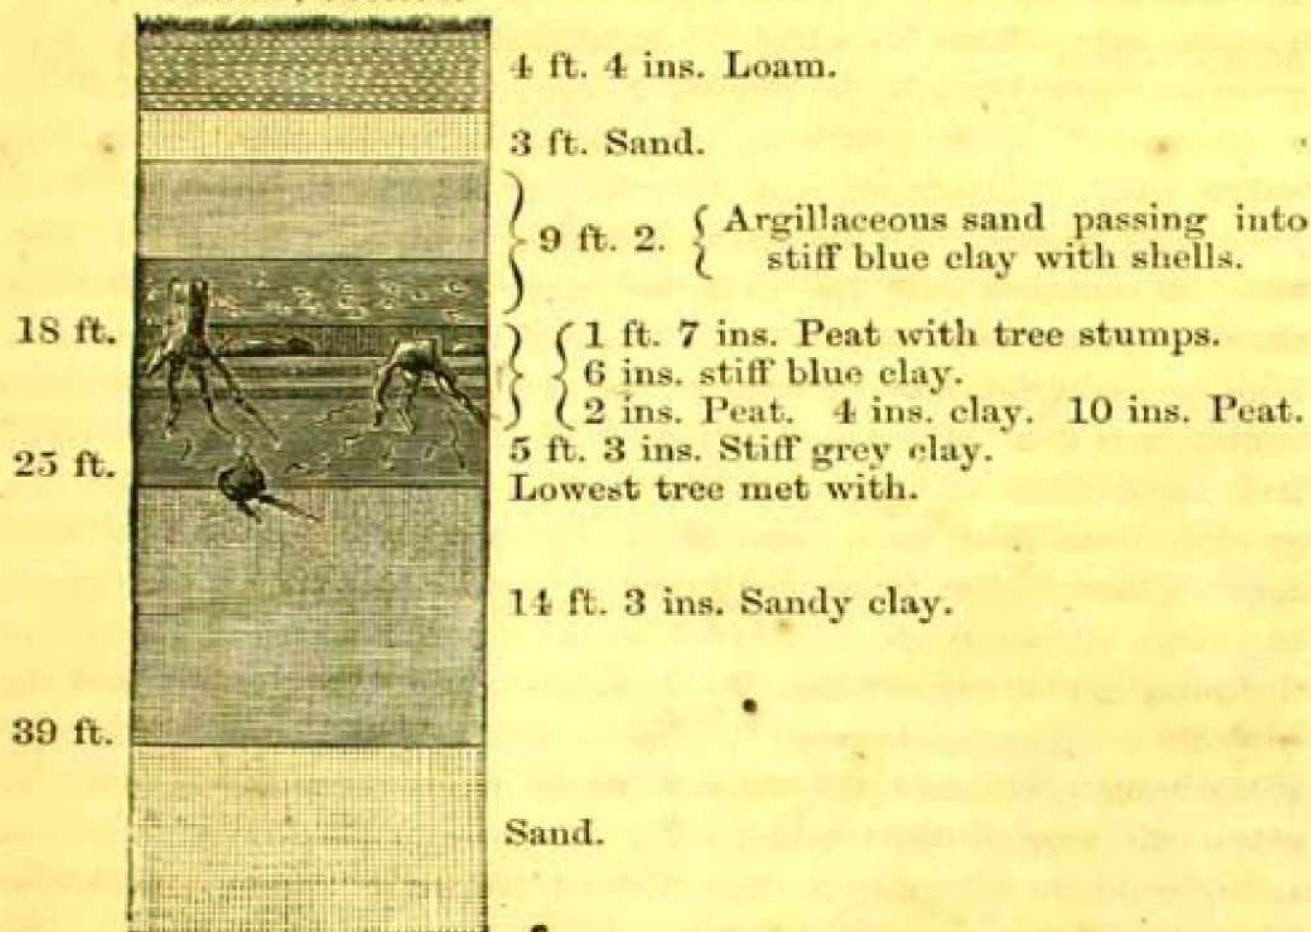 4 ft. 4 ins. Loam.
3 ft. Sand.
9 ft. 2. Argillaceous sand passing into
stiff blue clay with shells.
18 ft. 1 ft. 7 ins. Peat with tree stumps.
6 ins. stiff blue clay.
2 ins. Peat. 4 ins. clay. 10 ins. Peat.
25 ft. 5 ft. 3 ins. Stiff grey clay.
Lowest tree met with.
14 ft. 3 ins. Sandy clay.
39 ft.
Sand.